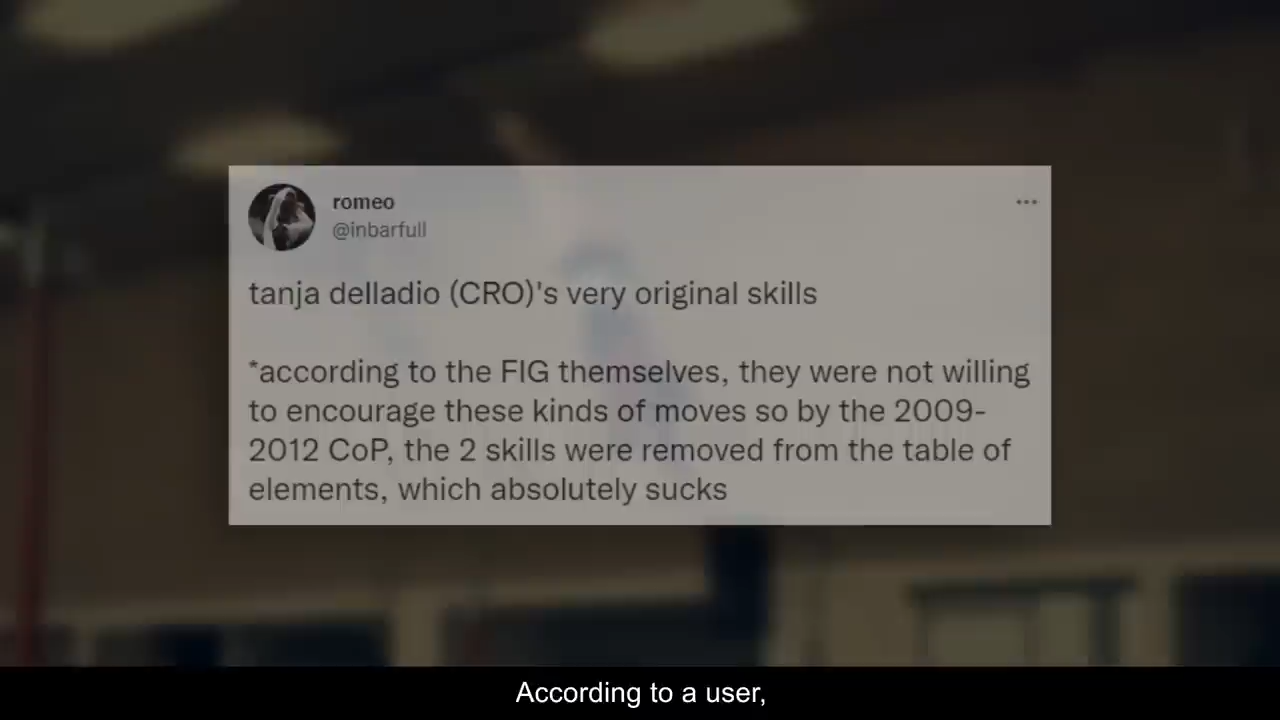 romeo
@inbarfull
tanja delladio (CRO)'s very original skills
*according to the FIG themselves, they were not willing
to encourage these kinds of moves so by the 2009-
2012 CoP, the 2 skills were removed from the table of
elements, which absolutely sucks
According to a user,